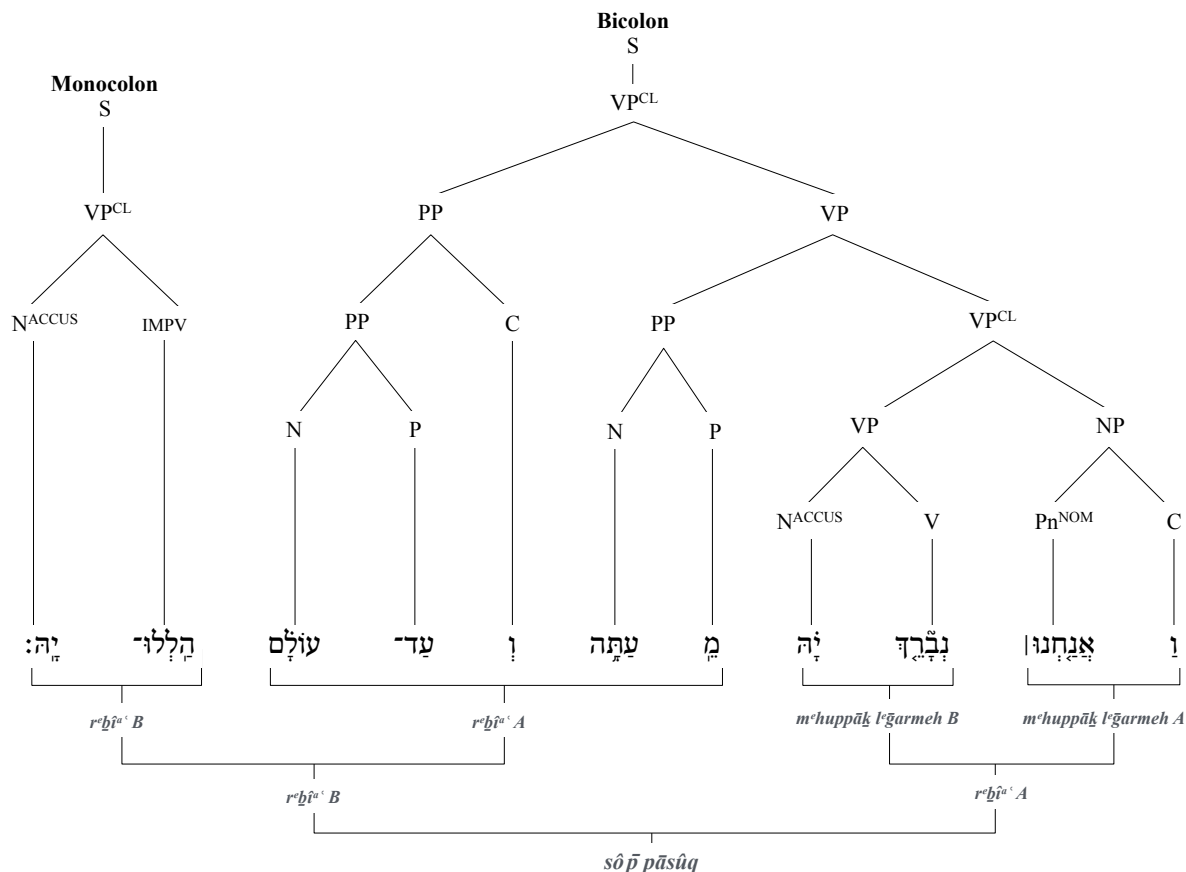 Bicolon
S
Monocolon
S
VP^CL
VP^CL
PP
VP
N^ACCUS
IMPV
PP
C
PP
VP^CL
N
P
N
P
VP
NP
N^ACCUS
V
Pn^NOM
C
וַ אֲנַ֤חְנוּ׀ נְבָ֮רֵ֤ךְ יָ֗הּ מֵֽ עַתָּ֥ה וְ עַד־ עוֹלָ֗ם הַֽלְלוּ־ יָֽהּ׃
rᵉḇîᵃʿ B
rᵉḇîᵃʿ A
mᵉhuppāḵ lᵉḡarmeh B
mᵉhuppāḵ lᵉḡarmeh A
rᵉḇîᵃʿ B
rᵉḇîᵃʿ A
sôp̄ pāsûq